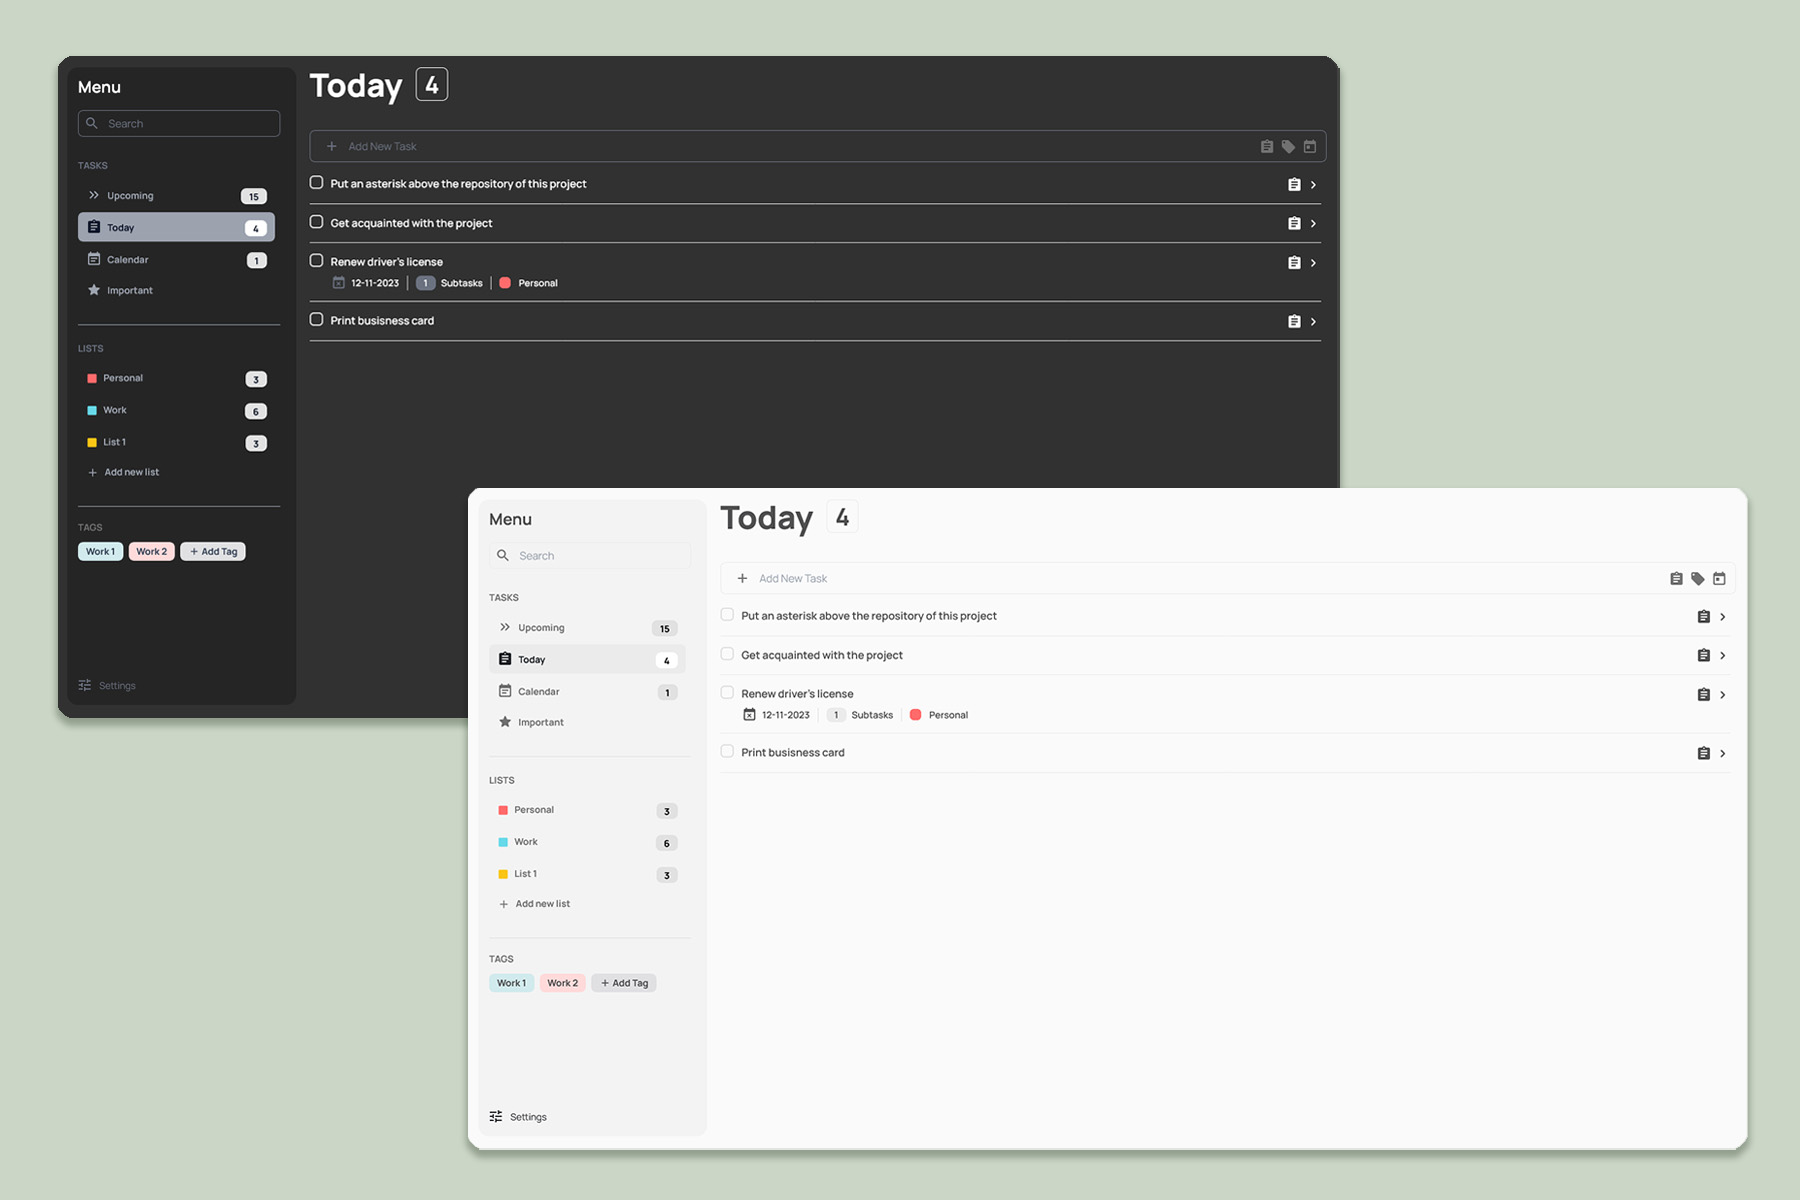 Menu
Search
TASKS
Upcoming 15
Today 4
Calendar 1
Important
LISTS
Personal 3
Work 6
List 1 3
+ Add new list
TAGS
Work 1 Work 2 + Add Tag
Settings
Today 4
+ Add New Task
Put an asterisk above the repository of this project
Get acquainted with the project
Renew driver's license
12-11-2023 1 Subtasks Personal
Print busisness card
Menu
Search
TASKS
Upcoming 15
Today 4
Calendar 1
Important
LISTS
Personal 3
Work 6
List 1 3
+ Add new list
TAGS
Work 1 Work 2 + Add Tag
Settings
Today 4
+ Add New Task
Put an asterisk above the repository of this project
Get acquainted with the project
Renew driver's license
12-11-2023 1 Subtasks Personal
Print busisness card